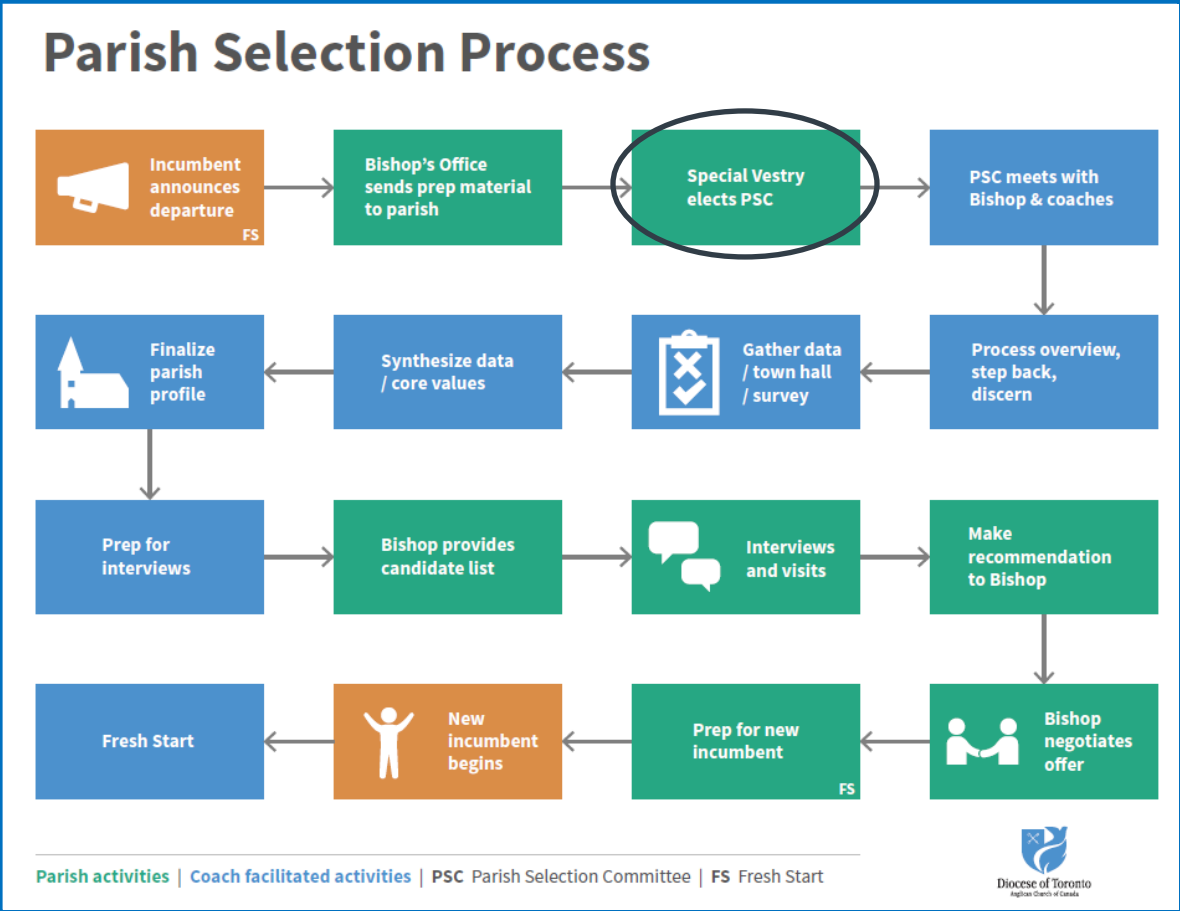 Parish Selection Process
Incumbent
announces
departure
FS
Bishop's Office
sends prep material
to parish
Special Vestry
elects PSC
PSC meets with
Bishop & coaches
Process overview,
step back,
discern
Gather data
/ town hall
/ survey
Synthesize data
/ core values
Finalize
parish
profile
Prep for
interviews
Bishop provides
candidate list
Interviews
and visits
Make
recommendation
to Bishop
Bishop
negotiates
offer
Prep for new
incumbent
FS
New
incumbent
begins
Fresh Start
Parish activities | Coach facilitated activities | PSC Parish Selection Committee | FS Fresh Start
Diocese of Toronto
Anglican Church of Canada